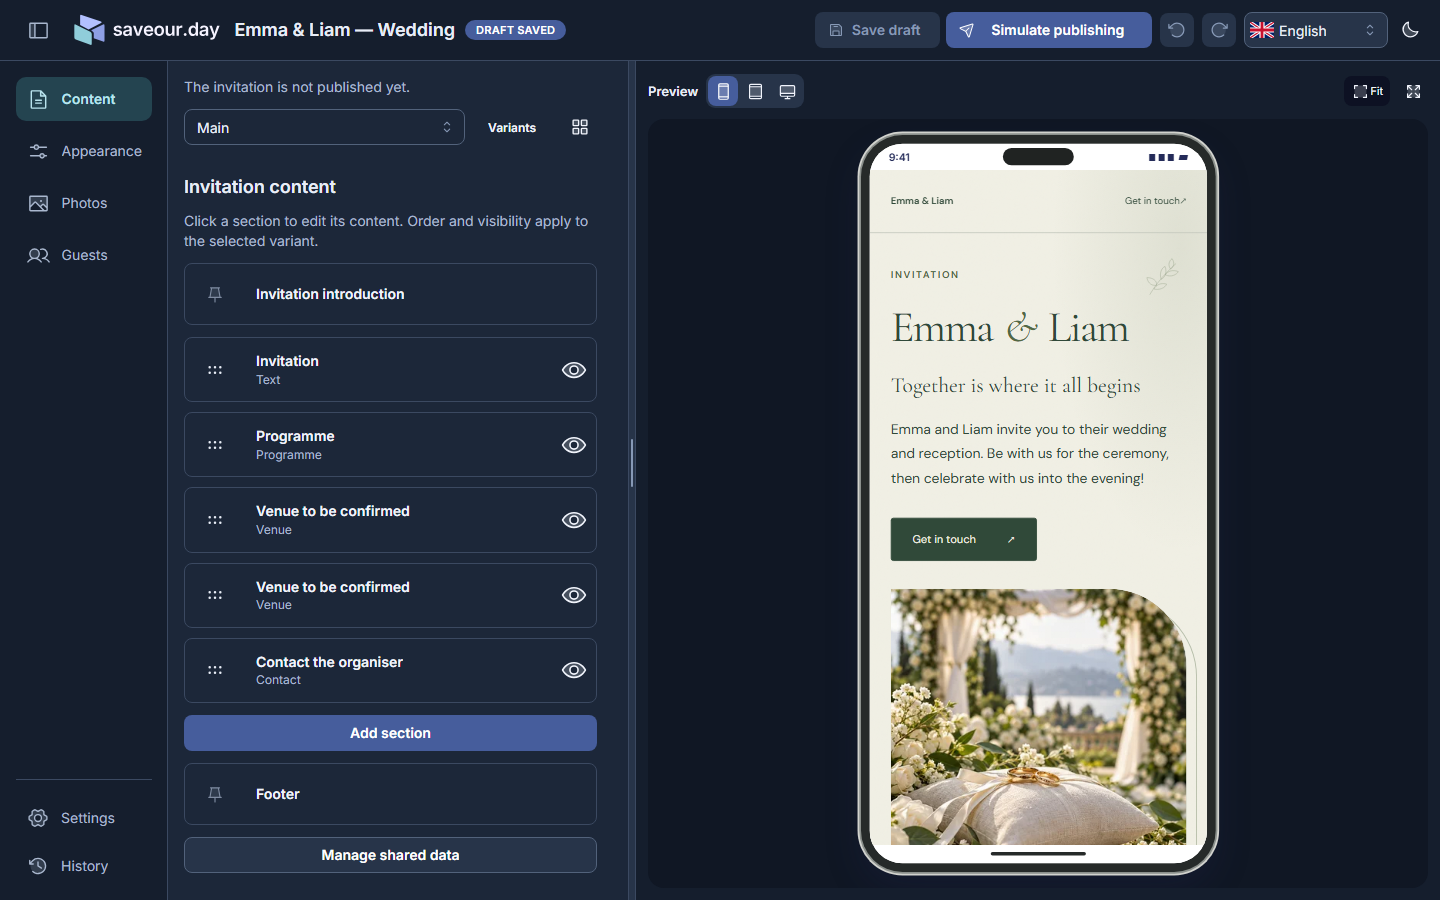 saveour.day
Emma & Liam — Wedding
DRAFT SAVED
Save draft
Simulate publishing
English
Content
Appearance
Photos
Guests
Settings
History
The invitation is not published yet.
Main
Variants
Invitation content
Click a section to edit its content. Order and visibility apply to
the selected variant.
Invitation introduction
Invitation
Text
Programme
Programme
Venue to be confirmed
Venue
Venue to be confirmed
Venue
Contact the organiser
Contact
Add section
Footer
Manage shared data
Preview
Fit
9:41
Emma & Liam
Get in touch↗
INVITATION
Emma & Liam
Together is where it all begins
Emma and Liam invite you to their wedding
and reception. Be with us for the ceremony,
then celebrate with us into the evening!
Get in touch ↗